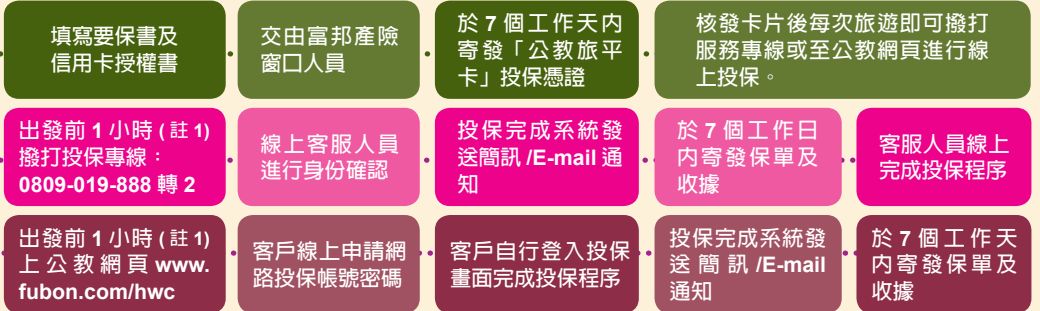 填寫要保書及
信用卡授權書
交由富邦產險
窗口人員
於 7 個工作天內
寄發「公教旅平
卡」投保憑證
核發卡片後每次旅遊即可撥打
服務專線或至公教網頁進行線
上投保。
出發前 1 小時 ( 註 1)
撥打投保專線：
0809-019-888 轉 2
線上客服人員
進行身份確認
投保完成系統發
送簡訊 /E-mail 通
知
於 7 個工作日
內寄發保單及
收據
客服人員線上
完成投保程序
出發前 1 小時 ( 註 1)
上公教網頁 www.
fubon.com/hwc
客戶線上申請網
路投保帳號密碼
客戶自行登入投保
畫面完成投保程序
投保完成系統發
送簡訊 /E-mail
通知
於 7 個工作天
內寄發保單及
收據